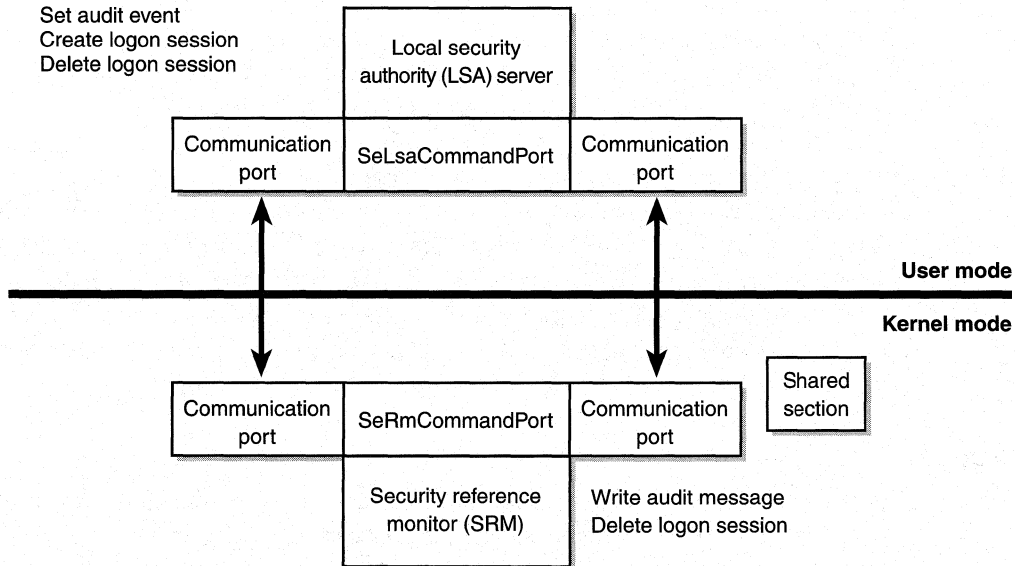 Set audit event
Create logon session
Delete logon session
Local security
authority (LSA) server
Communication
port
SeLsaCommandPort
Communication
port
User mode
Kernel mode
Shared
section
Communication
port
SeRmCommandPort
Communication
port
Security reference
monitor (SRM)
Write audit message
Delete logon session